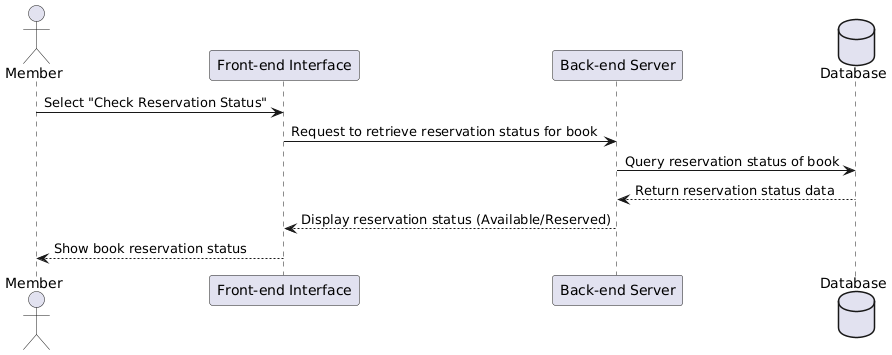 Member
Front-end Interface
Back-end Server
Database
Select "Check Reservation Status"
Request to retrieve reservation status for book
Query reservation status of book
Return reservation status data
Display reservation status (Available/Reserved)
Show book reservation status
Member
Front-end Interface
Back-end Server
Database